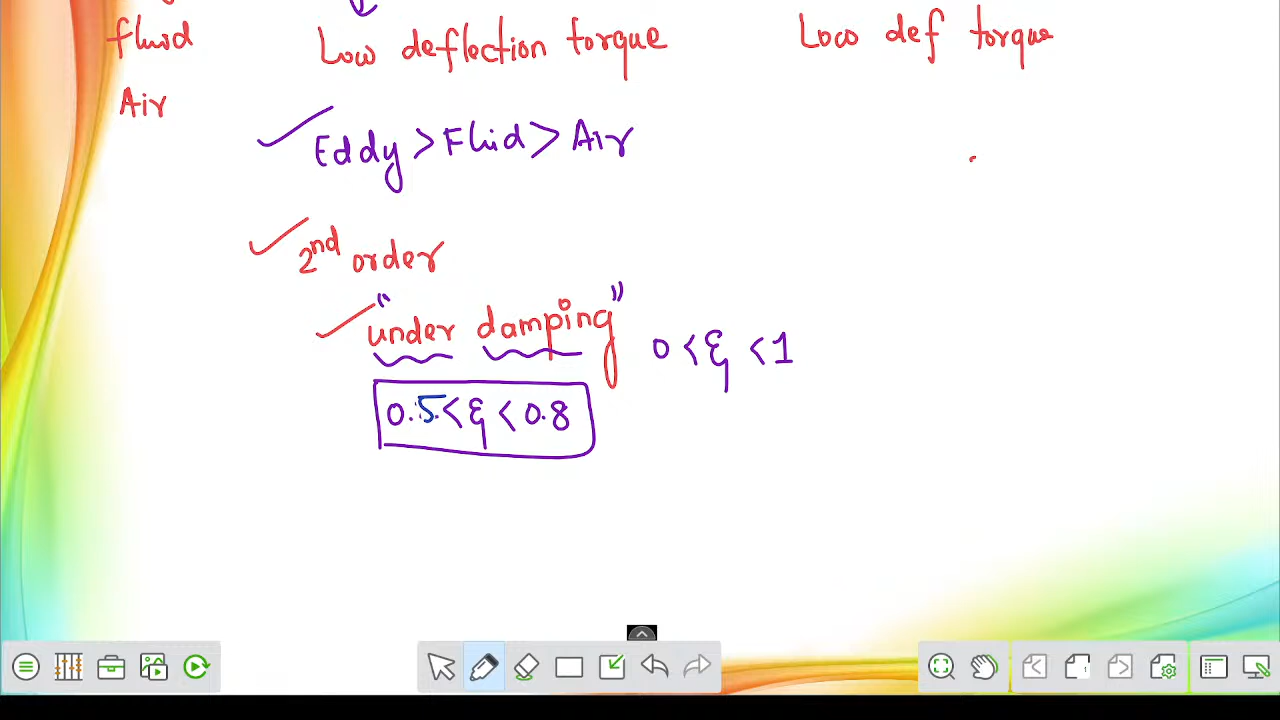 fluid
Low deflection torque
Low def torque
Air
Eddy > Fluid > Air
2nd order
"under damping"
0 < ξ < 1
0.5 < ξ < 0.8